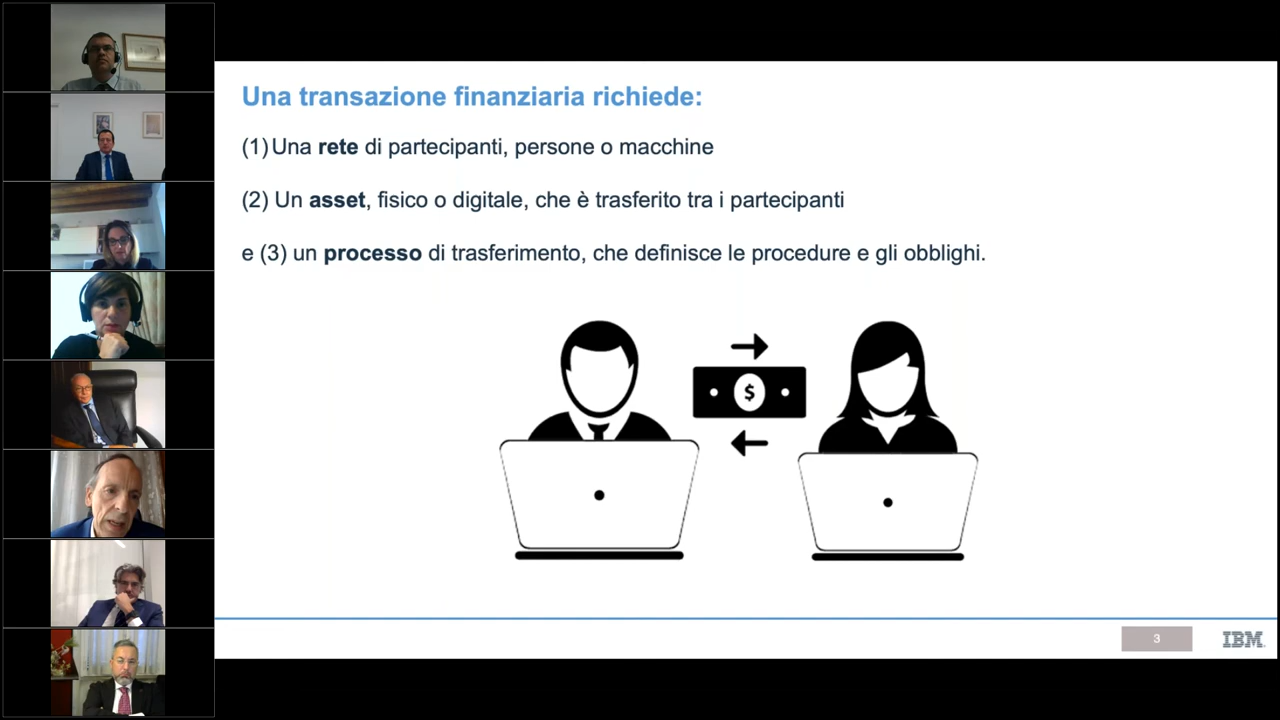 Una transazione finanziaria richiede:
(1) Una rete di partecipanti, persone o macchine
(2) Un asset, fisico o digitale, che è trasferito tra i partecipanti
e (3) un processo di trasferimento, che definisce le procedure e gli obblighi.
$
3
IBM